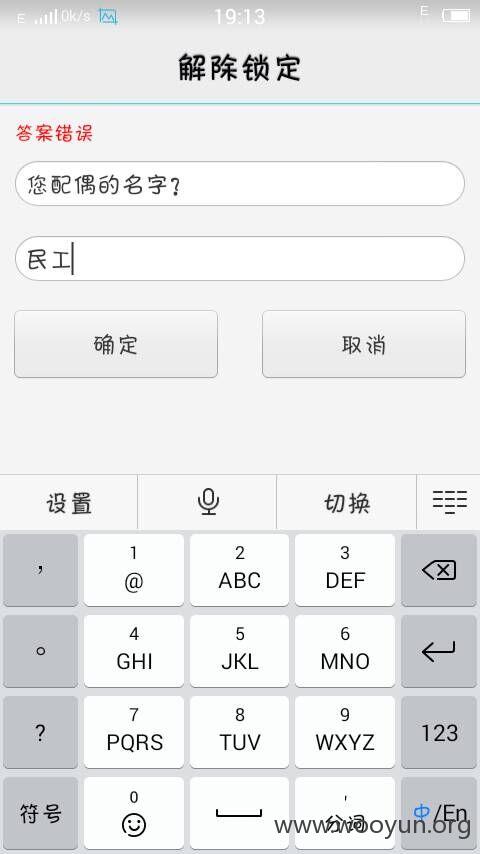 E 0k/s 19:13 E
解除锁定
答案错误
您配偶的名字?
民工
确定 取消
设置 切换
, 1 @ 2 ABC 3 DEF
。 4 GHI 5 JKL 6 MNO
? 7 PQRS 8 TUV 9 WXYZ 123
符号 0 ' 分词 中/En
www.wooyun.org